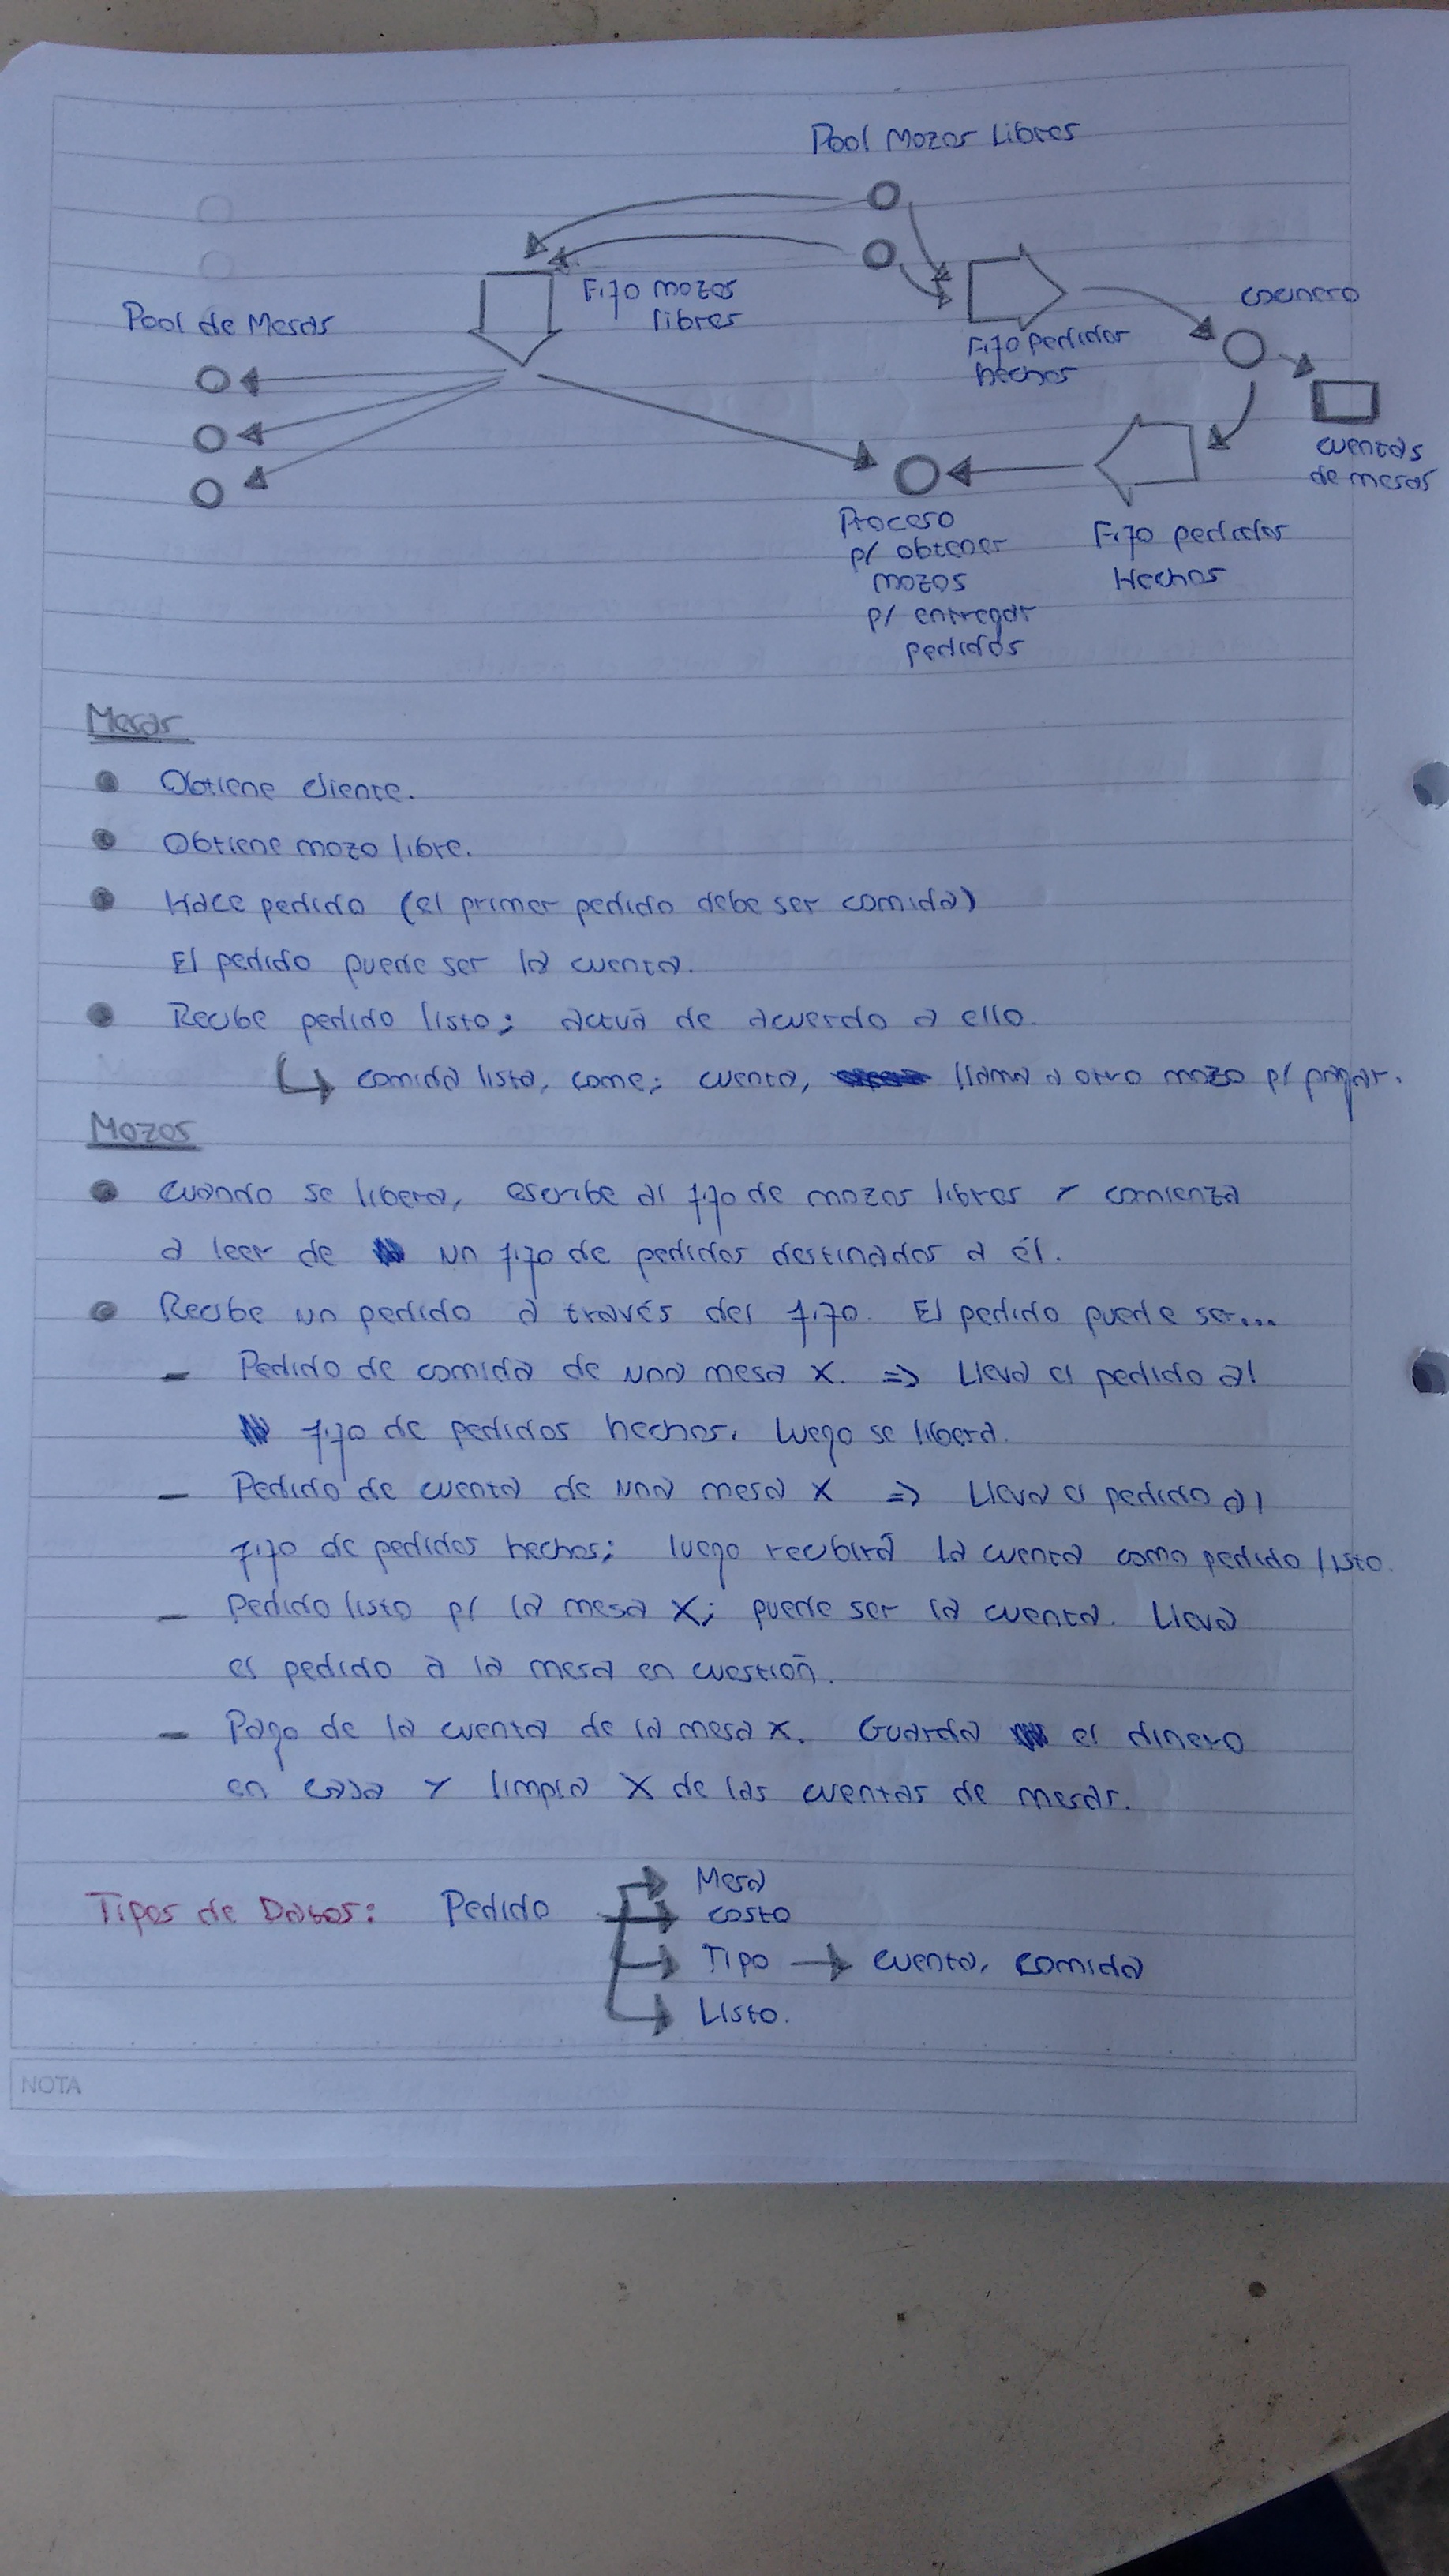 Pool Mozos Libres
Fifo mozos
libres
Pool de Mesas
cocinero
Fifo pedidos
hechos
cuentas
de mesas
Proceso
p/ obtener
mozos
p/ entregar
pedidos
Fifo pedidos
Hechos
Mesas
Obtiene cliente.
Obtiene mozo libre.
Hace pedido (el primer pedido debe ser comida)
El pedido puede ser la cuenta.
Recibe pedido listo; actúa de acuerdo a ello.
comida lista, come; cuenta, llama a otro mozo p/ pagar.
Mozos
Cuando se libera, escribe al fifo de mozos libres y comienza
a leer de un fifo de pedidos destinados a él.
Recibe un pedido a través del fifo. El pedido puede ser...
- Pedido de comida de una mesa X. => Lleva el pedido al
fifo de pedidos hechos. Luego se libera.
- Pedido de cuenta de una mesa X => Lleva el pedido al
fifo de pedidos hechos; luego recibirá la cuenta como pedido listo.
- Pedido listo p/ la mesa X; puede ser la cuenta. Lleva
el pedido a la mesa en cuestión.
- Pago de la cuenta de la mesa X. Guarda el dinero
en caja y limpia X de las cuentas de mesas.
Tipos de Datos: Pedido
Mesa
costo
Tipo → cuenta, comida
Listo.
NOTA